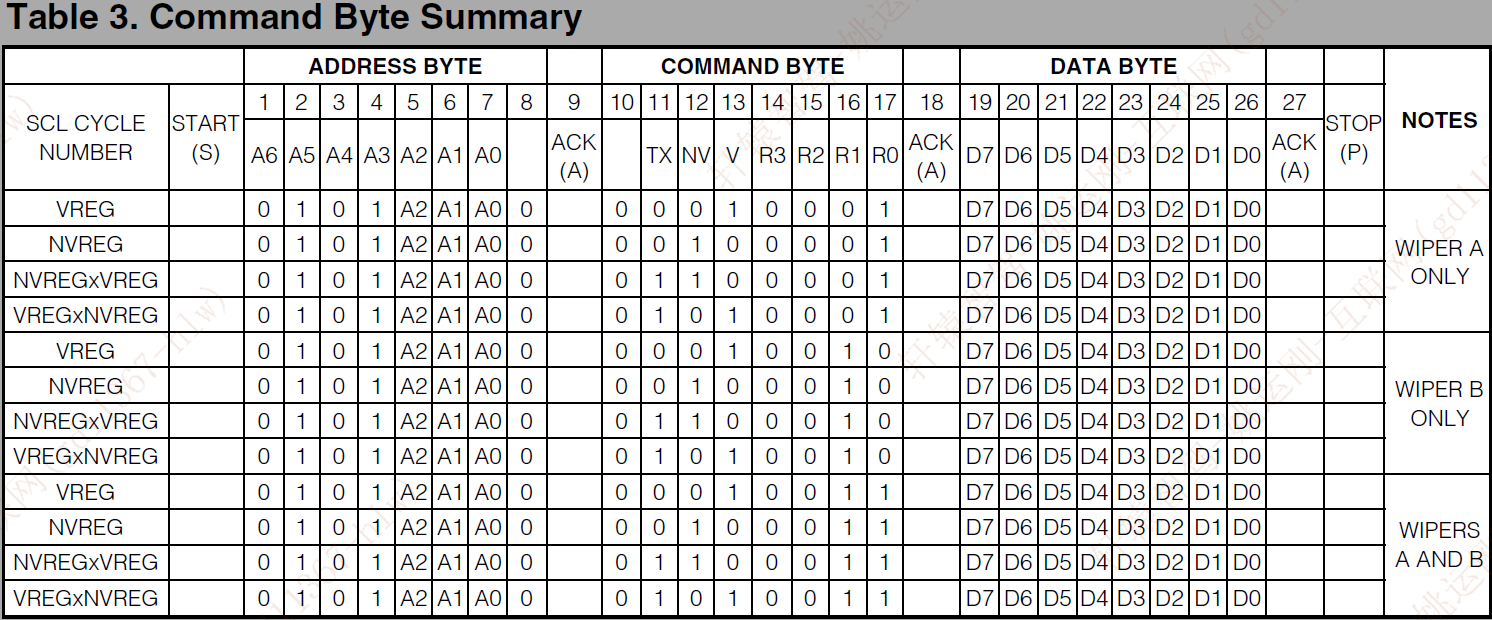 Table 3. Command Byte Summary
ADDRESS BYTE COMMAND BYTE DATA BYTE
SCL CYCLE NUMBER START (S) 1 2 3 4 5 6 7 8 9 10 11 12 13 14 15 16 17 18 19 20 21 22 23 24 25 26 27 STOP (P) NOTES
A6 A5 A4 A3 A2 A1 A0 ACK (A) TX NV V R3 R2 R1 R0 ACK (A) D7 D6 D5 D4 D3 D2 D1 D0 ACK (A)
VREG 0 1 0 1 A2 A1 A0 0 0 0 0 1 0 0 0 1 D7 D6 D5 D4 D3 D2 D1 D0
NVREG 0 1 0 1 A2 A1 A0 0 0 0 1 0 0 0 0 1 D7 D6 D5 D4 D3 D2 D1 D0
WIPER A ONLY
NVREGxVREG 0 1 0 1 A2 A1 A0 0 0 1 1 0 0 0 0 1 D7 D6 D5 D4 D3 D2 D1 D0
VREGxNVREG 0 1 0 1 A2 A1 A0 0 0 1 0 1 0 0 0 1 D7 D6 D5 D4 D3 D2 D1 D0
VREG 0 1 0 1 A2 A1 A0 0 0 0 0 1 0 0 1 0 D7 D6 D5 D4 D3 D2 D1 D0
NVREG 0 1 0 1 A2 A1 A0 0 0 0 1 0 0 0 1 0 D7 D6 D5 D4 D3 D2 D1 D0
WIPER B ONLY
NVREGxVREG 0 1 0 1 A2 A1 A0 0 0 1 1 0 0 0 1 0 D7 D6 D5 D4 D3 D2 D1 D0
VREGxNVREG 0 1 0 1 A2 A1 A0 0 0 1 0 1 0 0 1 0 D7 D6 D5 D4 D3 D2 D1 D0
VREG 0 1 0 1 A2 A1 A0 0 0 0 0 1 0 0 1 1 D7 D6 D5 D4 D3 D2 D1 D0
NVREG 0 1 0 1 A2 A1 A0 0 0 0 1 0 0 0 1 1 D7 D6 D5 D4 D3 D2 D1 D0
WIPERS A AND B
NVREGxVREG 0 1 0 1 A2 A1 A0 0 0 1 1 0 0 0 1 1 D7 D6 D5 D4 D3 D2 D1 D0
VREGxNVREG 0 1 0 1 A2 A1 A0 0 0 1 0 1 0 0 1 1 D7 D6 D5 D4 D3 D2 D1 D0